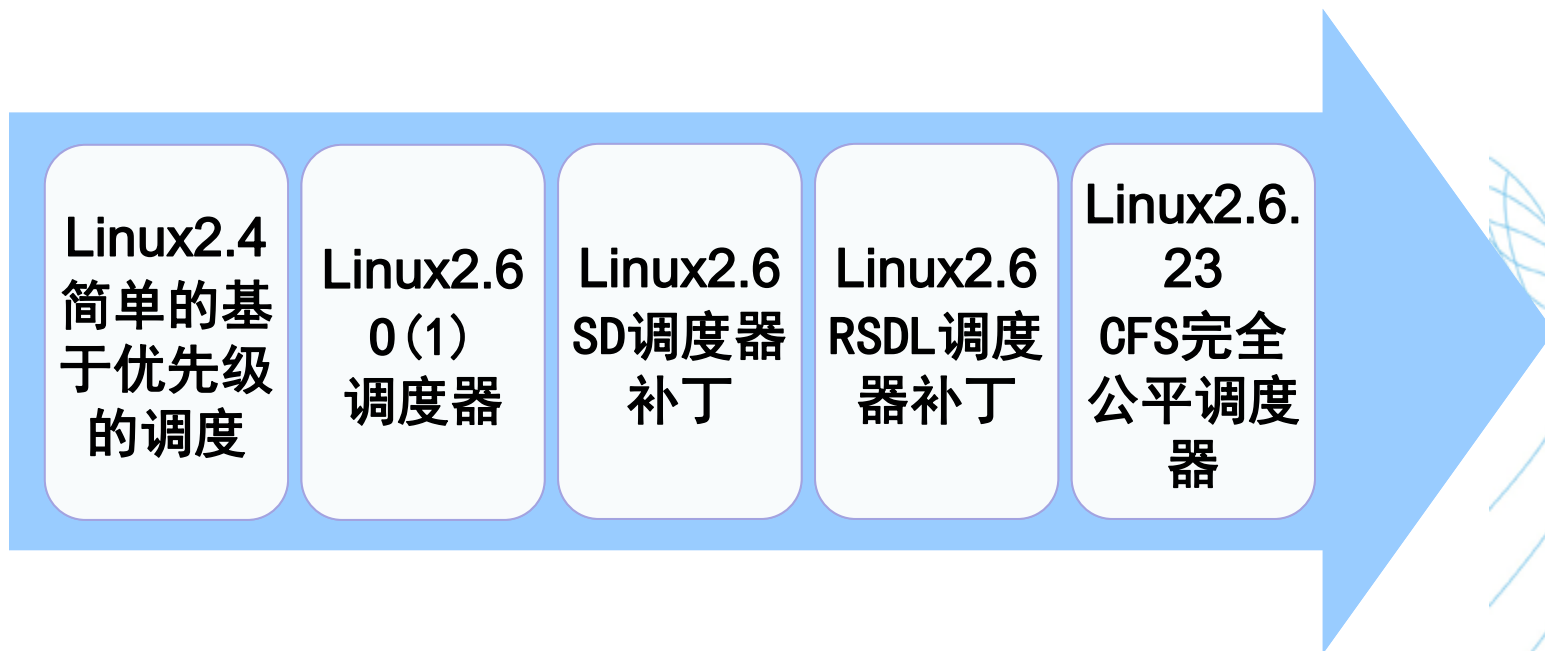 Linux2.4
简单的基
于优先级
的调度
Linux2.6
O(1)
调度器
Linux2.6
SD调度器
补丁
Linux2.6
RSDL调度
器补丁
Linux2.6.
23
CFS完全
公平调度
器